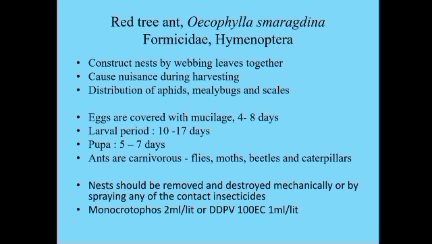 Red tree ant, Oecophylla smaragdina
Formicidae, Hymenoptera
• Construct nests by webbing leaves together
• Cause nuisance during harvesting
• Distribution of aphids, mealybugs and scales
• Eggs are covered with mucilage, 4- 8 days
• Larval period : 10 -17 days
• Pupa : 5 – 7 days
• Ants are carnivorous - flies, moths, beetles and caterpillars
• Nests should be removed and destroyed mechanically or by
spraying any of the contact insecticides
• Monocrotophos 2ml/lit or DDPV 100EC 1ml/lit